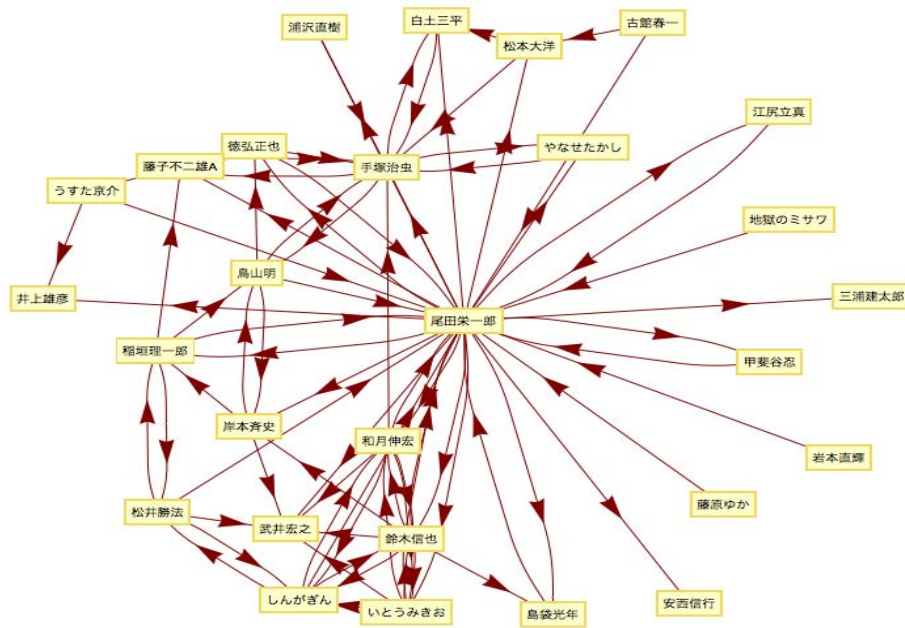 白土三平
浦沢直樹
古舘春一
松本大洋
江尻立真
徳弘正也
やなせたかし
藤子不二雄A
手塚治虫
うすた京介
地獄のミサワ
鳥山明
井上雄彦
三浦建太郎
尾田栄一郎
稲垣理一郎
甲斐谷忍
岸本斉史
和月伸宏
岩本直輝
藤原ゆか
松井勝法
武井宏之
鈴木信也
しんがぎん
いとうみきお
島袋光年
安西信行